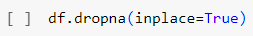 [ ] df.dropna(inplace=True)